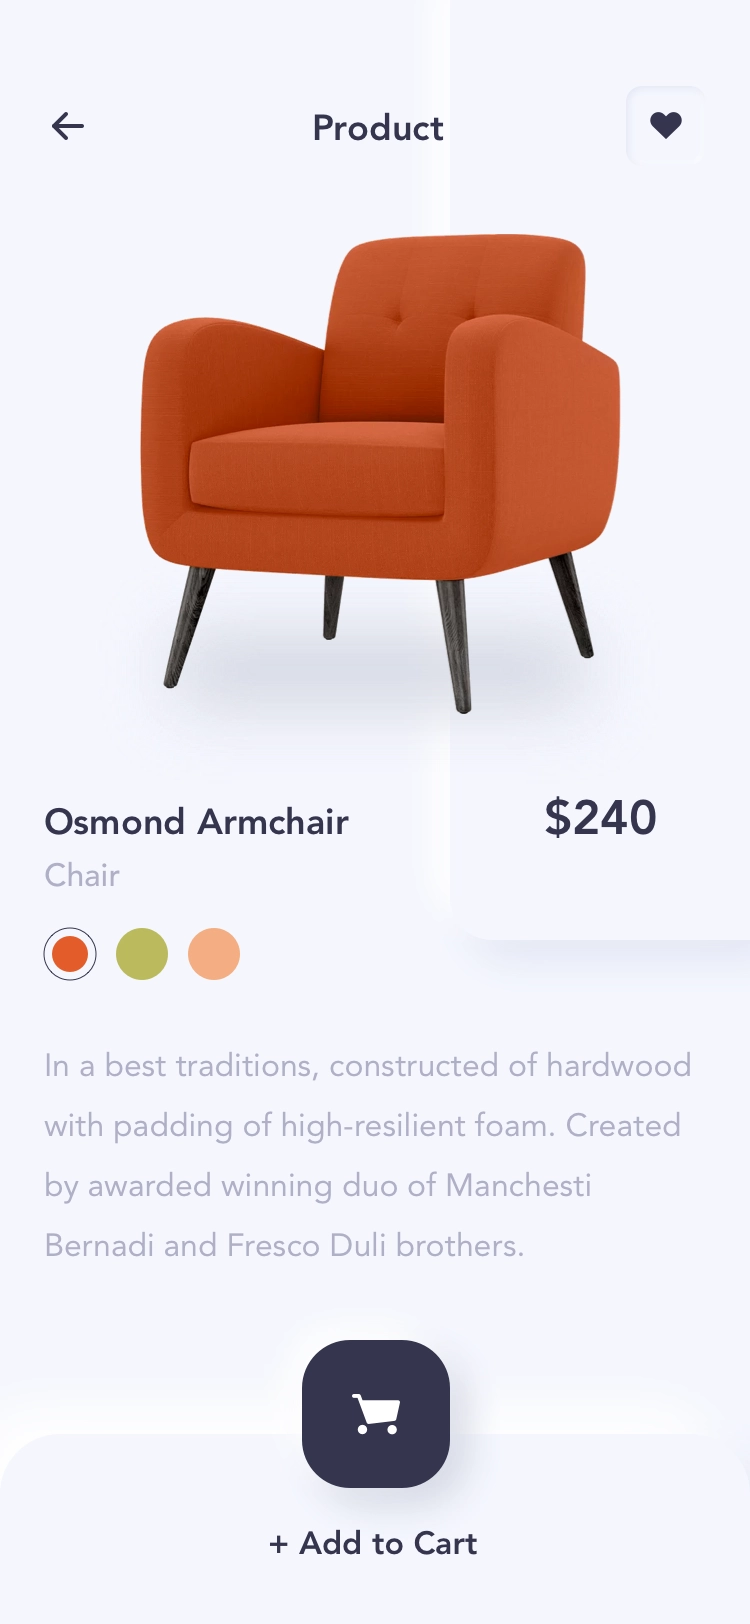 Product
Osmond Armchair
$240
Chair
In a best traditions, constructed of hardwood
with padding of high-resilient foam. Created
by awarded winning duo of Manchesti
Bernadi and Fresco Duli brothers.
+ Add to Cart